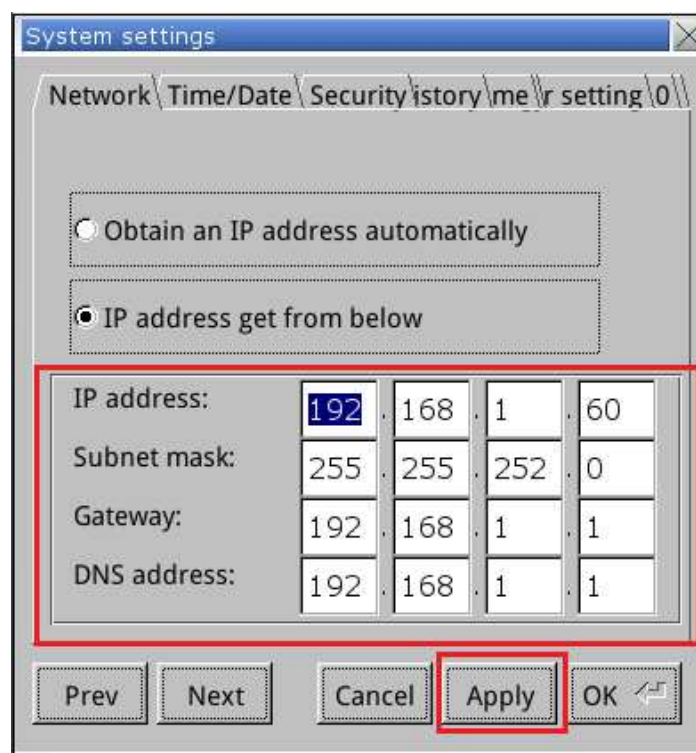 System settings
Network Time/Date Security istory me r setting 0
Obtain an IP address automatically
IP address get from below
IP address: 192 . 168 . 1 . 60
Subnet mask: 255 . 255 . 252 . 0
Gateway: 192 . 168 . 1 . 1
DNS address: 192 . 168 . 1 . 1
Prev Next Cancel Apply OK